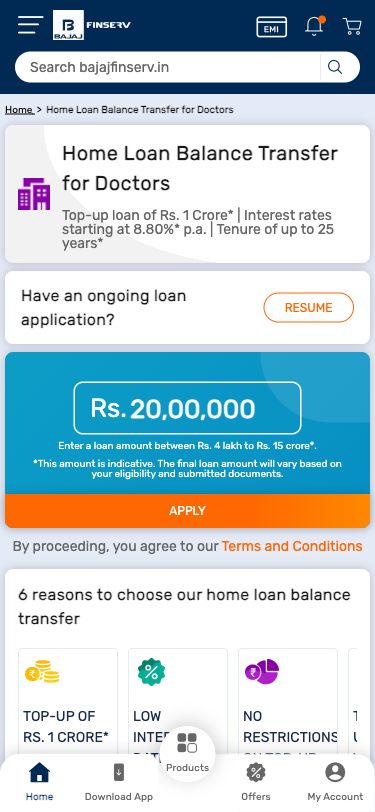 BAJAJ FINSERV
EMI
Search bajajfinserv.in
Home > Home Loan Balance Transfer for Doctors
Home Loan Balance Transfer
for Doctors
Top-up loan of Rs. 1 Crore* | Interest rates
starting at 8.80%* p.a. | Tenure of up to 25
years*
Have an ongoing loan
application?
RESUME
Rs. 20,00,000
Enter a loan amount between Rs. 4 lakh to Rs. 15 crore*.
*This amount is indicative. The final loan amount will vary based on
your eligibility and submitted documents.
APPLY
By proceeding, you agree to our Terms and Conditions
6 reasons to choose our home loan balance
transfer
TOP-UP OF
RS. 1 CRORE*
LOW
NO
RESTRICTIONS
Home
Download App
Products
Offers
My Account